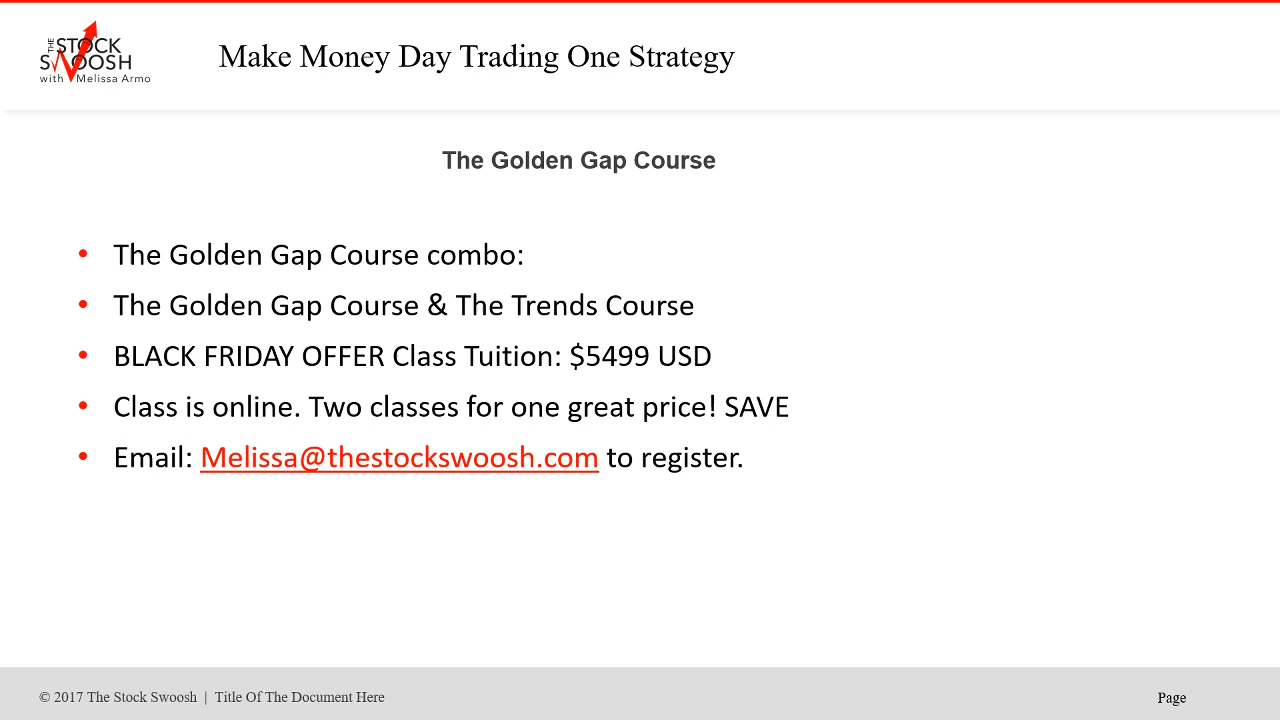 THE STOCK
SWOOSH
with Melissa Armo
Make Money Day Trading One Strategy
The Golden Gap Course
• The Golden Gap Course combo:
• The Golden Gap Course & The Trends Course
• BLACK FRIDAY OFFER Class Tuition: $5499 USD
• Class is online. Two classes for one great price! SAVE
• Email: Melissa@thestockswoosh.com to register.
© 2017 The Stock Swoosh | Title Of The Document Here
Page